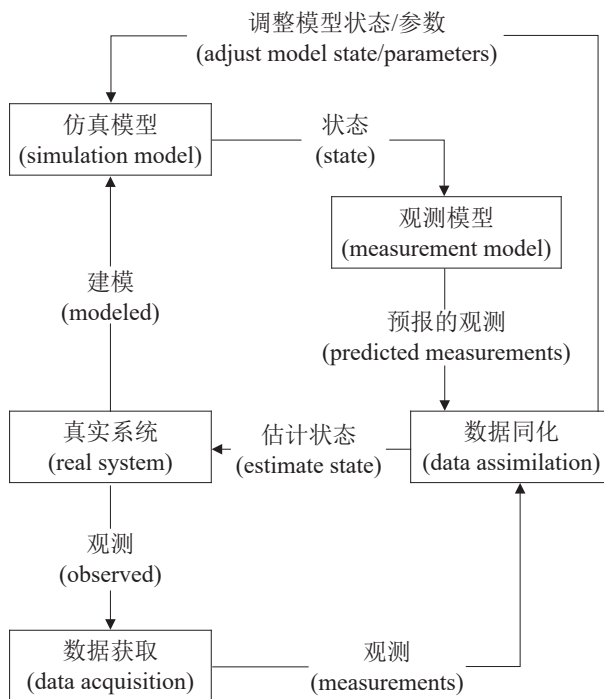 调整模型状态/参数
(adjust model state/parameters)
仿真模型
(simulation model)
状态
(state)
观测模型
(measurement model)
建模
(modeled)
预报的观测
(predicted measurements)
真实系统
(real system)
估计状态
(estimate state)
数据同化
(data assimilation)
观测
(observed)
数据获取
(data acquisition)
观测
(measurements)